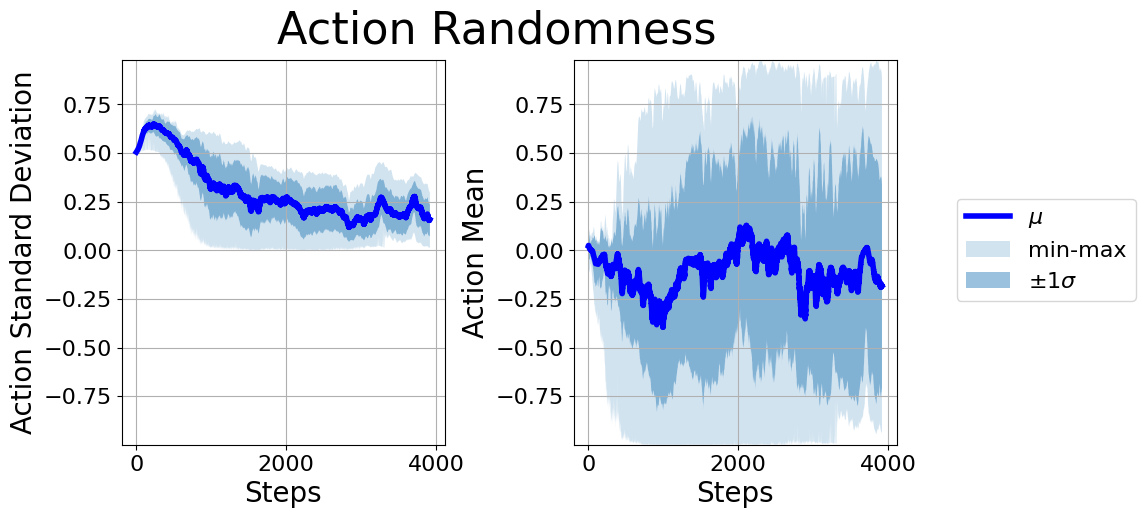 Action Randomness
Action Standard Deviation
0.75
0.50
0.25
0.00
−0.25
−0.50
−0.75
0
2000
4000
Steps
Action Mean
0.75
0.50
0.25
0.00
−0.25
−0.50
−0.75
0
2000
4000
Steps
μ
min-max
±1σ